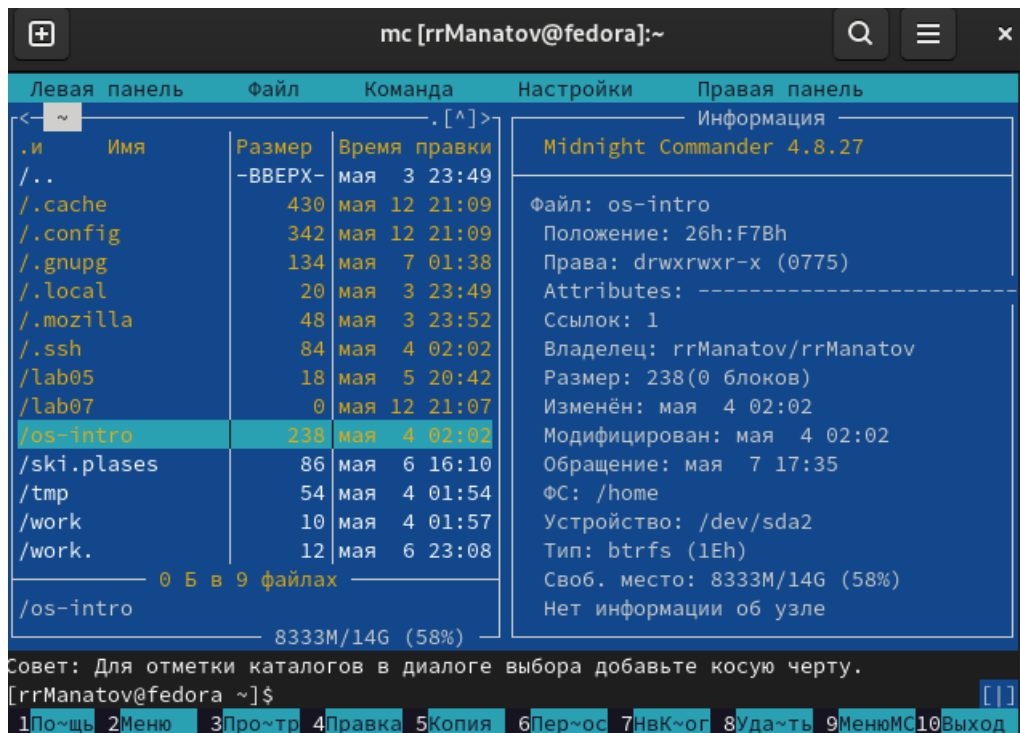 mc [rrManatov@fedora]:~
Левая панель Файл Команда Настройки Правая панель
<- ~ .[^]>
.и Имя Размер Время правки
/.. -ВВЕРХ- мая 3 23:49
/.cache 430 мая 12 21:09
/.config 342 мая 12 21:09
/.gnupg 134 мая 7 01:38
/.local 20 мая 3 23:49
/.mozilla 48 мая 3 23:52
/.ssh 84 мая 4 02:02
/lab05 18 мая 5 20:42
/lab07 0 мая 12 21:07
/os-intro 238 мая 4 02:02
/ski.plases 86 мая 6 16:10
/tmp 54 мая 4 01:54
/work 10 мая 4 01:57
/work. 12 мая 6 23:08
0 Б в 9 файлах
/os-intro
8333M/14G (58%)
Информация
Midnight Commander 4.8.27
Файл: os-intro
Положение: 26h:F7Bh
Права: drwxrwxr-x (0775)
Attributes: -------------------------
Ссылок: 1
Владелец: rrManatov/rrManatov
Размер: 238(0 блоков)
Изменён: мая 4 02:02
Модифицирован: мая 4 02:02
Обращение: мая 7 17:35
ФС: /home
Устройство: /dev/sda2
Тип: btrfs (1Eh)
Своб. место: 8333M/14G (58%)
Нет информации об узле
Совет: Для отметки каталогов в диалоге выбора добавьте косую черту.
[rrManatov@fedora ~]$ [|]
1По~щь 2Меню 3Про~тр 4Правка 5Копия 6Пер~ос 7НвК~ог 8Уда~ть 9МенюМС 10Выход